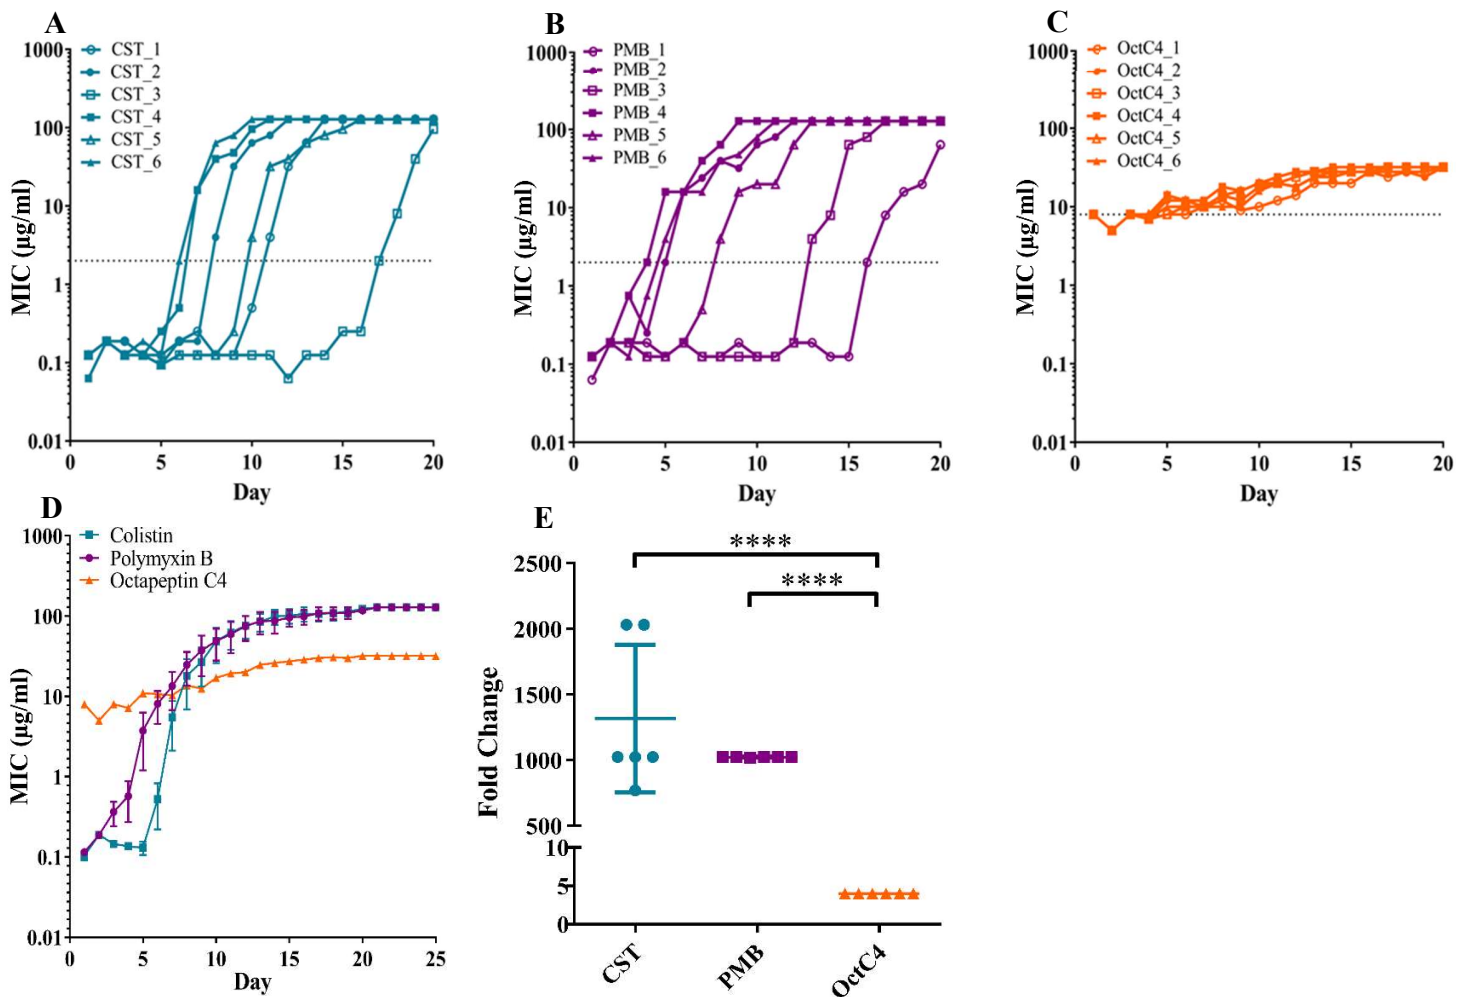 A
1000
100
10
1
0.1
0.01
MIC (µg/ml)
CST_1
CST_2
CST_3
CST_4
CST_5
CST_6
0 5 10 15 20
Day
B
1000
100
10
1
0.1
0.01
MIC (µg/ml)
PMB_1
PMB_2
PMB_3
PMB_4
PMB_5
PMB_6
0 5 10 15 20
Day
C
1000
100
10
1
0.1
0.01
MIC (µg/ml)
OctC4_1
OctC4_2
OctC4_3
OctC4_4
OctC4_5
OctC4_6
0 5 10 15 20
Day
D
1000
100
10
1
0.1
0.01
MIC (µg/ml)
Colistin
Polymyxin B
Octapeptin C4
0 5 10 15 20 25
Day
E
****
****
2500
2000
1500
1000
500
10
5
0
Fold Change
CST PMB OctC4